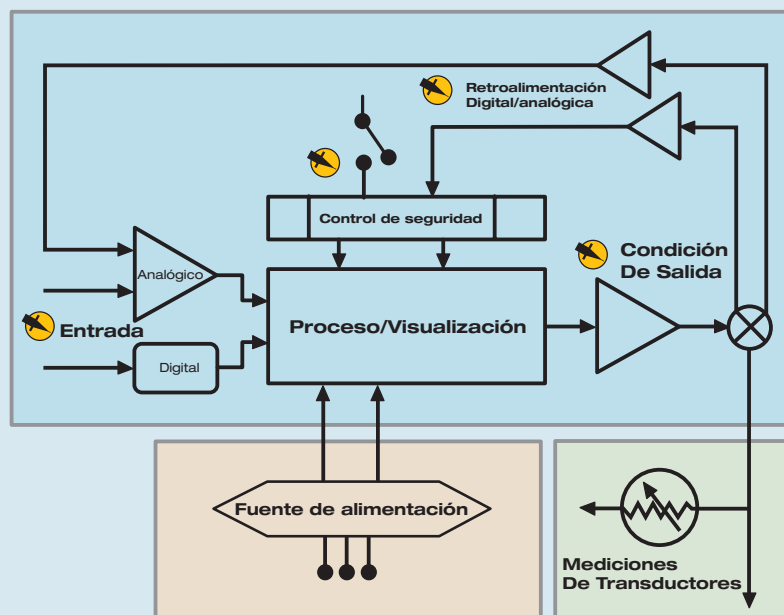 Retroalimentación
Digital/analógica
Control de seguridad
Condición
De Salida
Analógico
Entrada
Proceso/Visualización
Digital
Fuente de alimentación
Mediciones
De Transductores